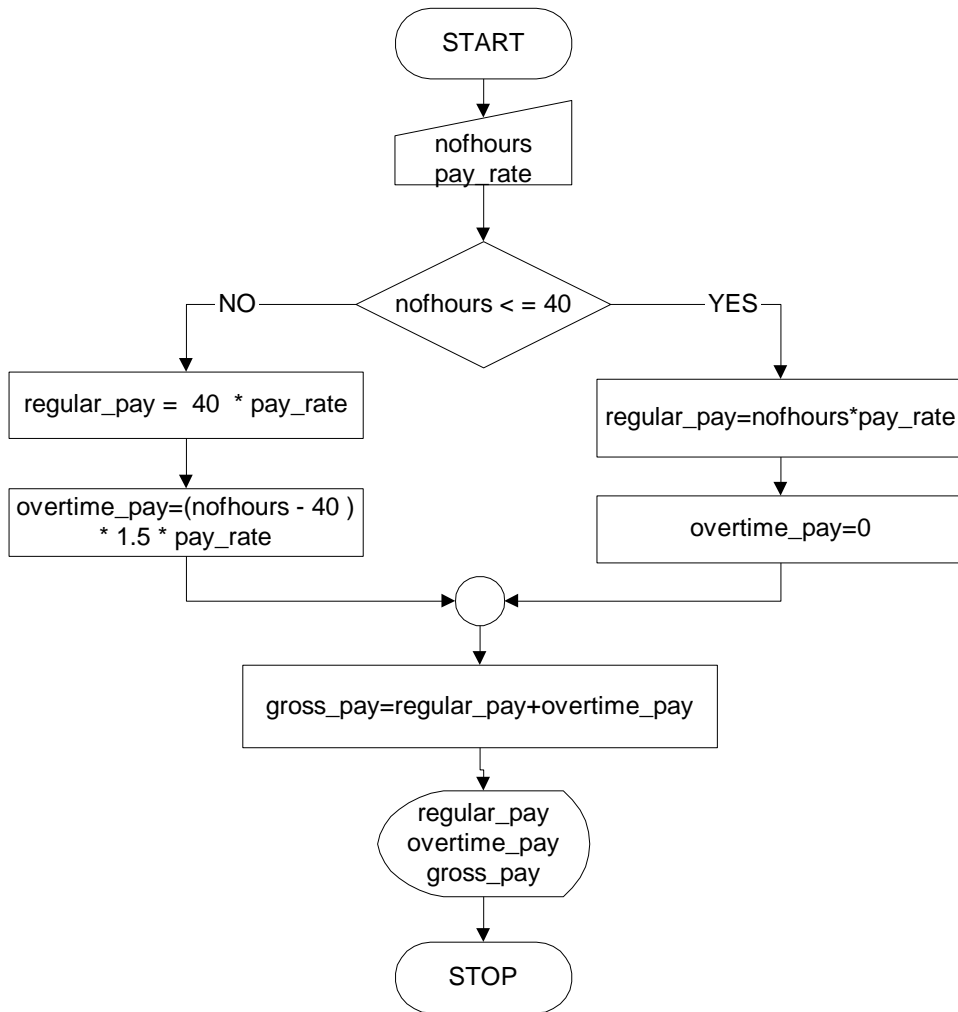 START
nofhours
pay_rate
nofhours < = 40
NO
YES
regular_pay =  40  * pay_rate
regular_pay=nofhours*pay_rate
overtime_pay=(nofhours - 40 )
* 1.5 * pay_rate
overtime_pay=0
gross_pay=regular_pay+overtime_pay
regular_pay
overtime_pay
gross_pay
STOP